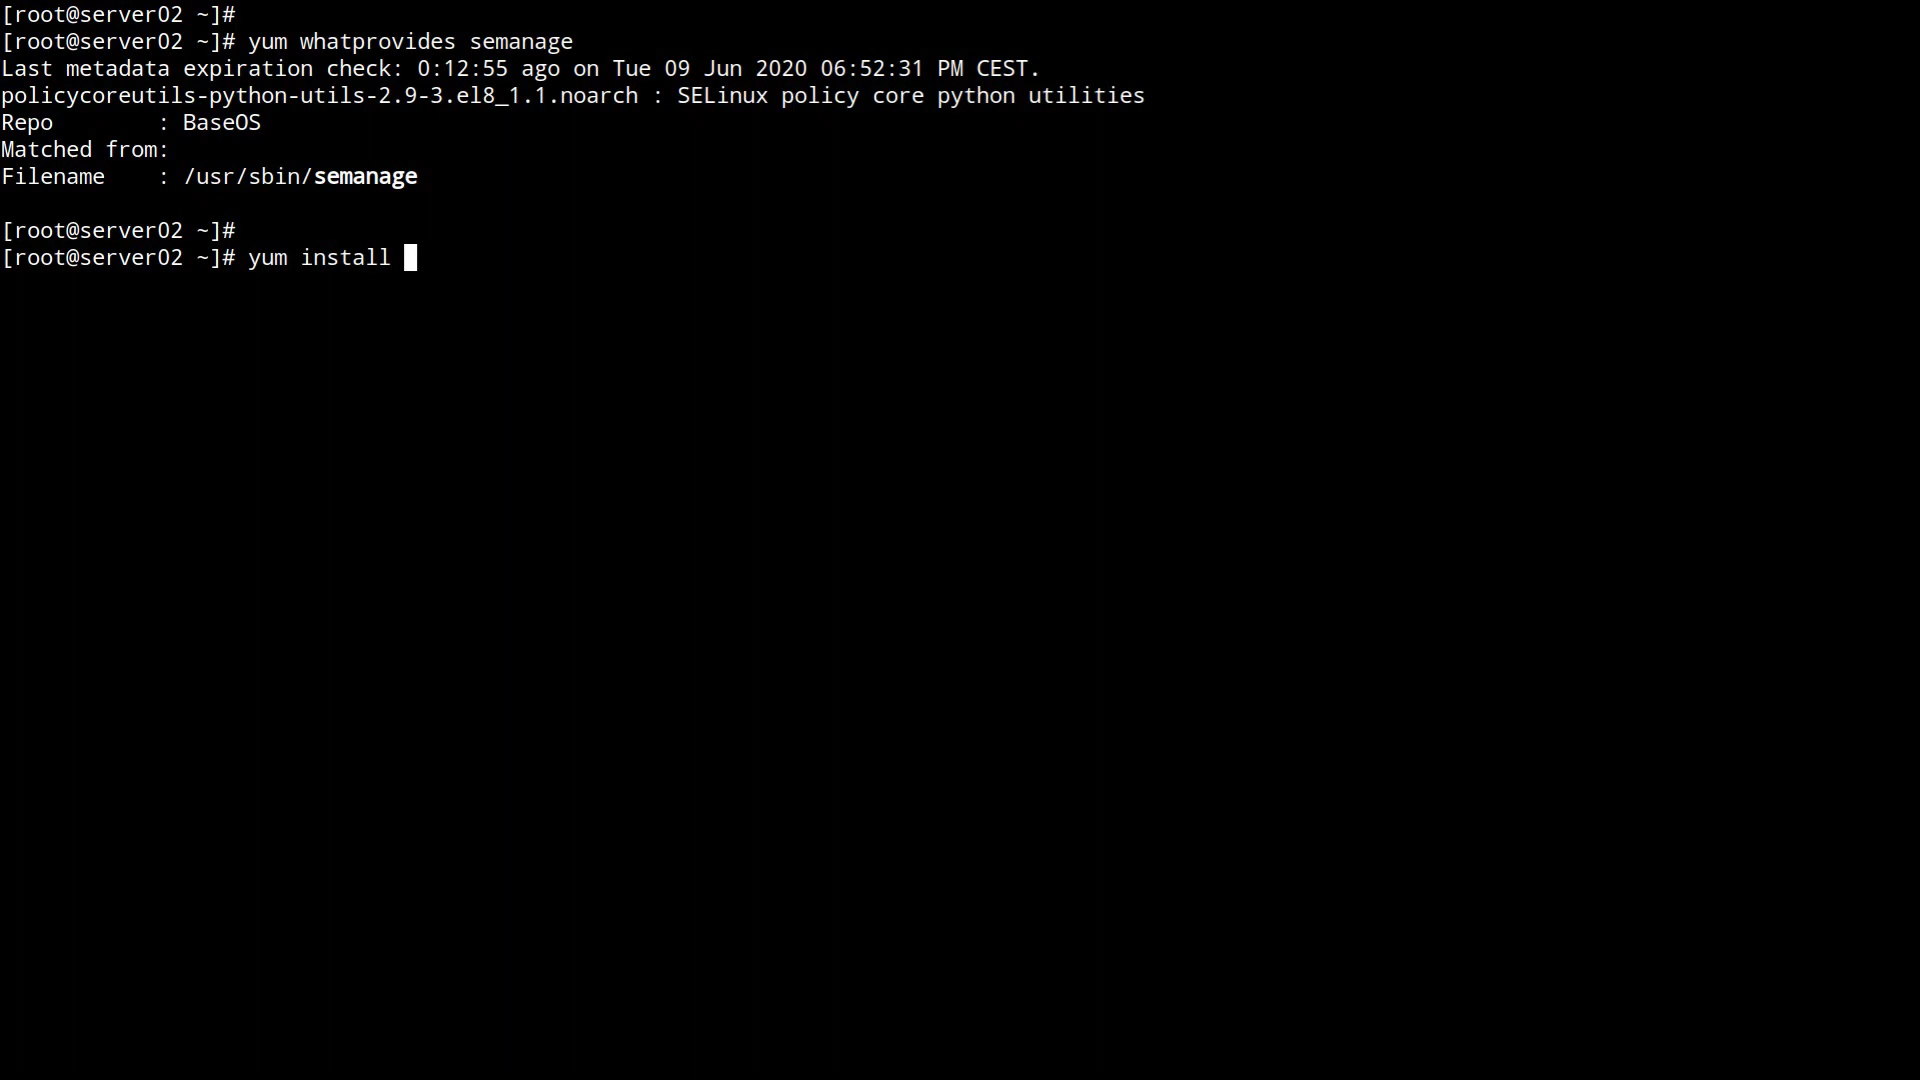 [root@server02 ~]#
[root@server02 ~]# yum whatprovides semanage
Last metadata expiration check: 0:12:55 ago on Tue 09 Jun 2020 06:52:31 PM CEST.
policycoreutils-python-utils-2.9-3.el8_1.1.noarch : SELinux policy core python utilities
Repo        : BaseOS
Matched from:
Filename    : /usr/sbin/semanage
[root@server02 ~]#
[root@server02 ~]# yum install